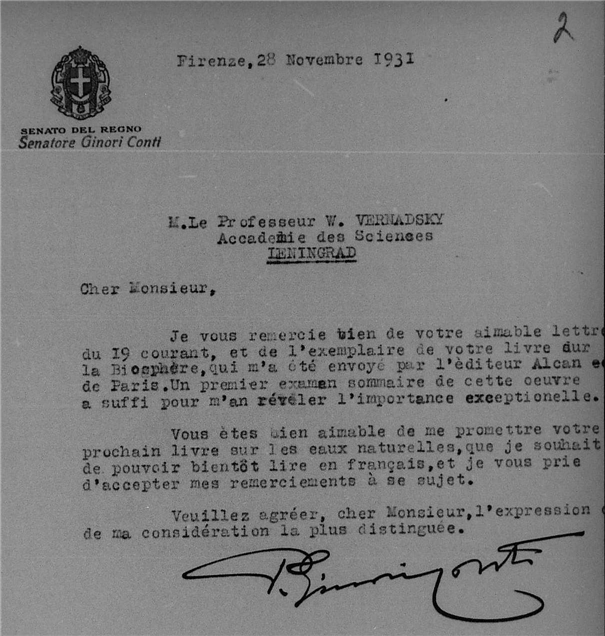 2
Firenze, 28 Novembre 1931
SENATO DEL REGNO
Senatore Ginori Conti
M.Le Professeur W. VERNADSKY
Accademie des Sciences
LENINGRAD
Cher Monsieur,
Je vous remercie bien de votre aimable lettre
du 19 courant, et de l'exemplaire de votre livre dur
la Biosphère, qui m'a été envoyé par l'éditeur Alcan
de Paris.Un premier examan sommaire de cette oeuvre
a suffi pour m'an révéler l'importance exceptionelle.
Vous ètes bien aimable de me promettre votre
prochain livre sur les eaux naturelles,que je souhait
de pouvoir bientôt lire en français,et je vous prie
d'accepter mes remerciements à se sujet.
Veuillez agréer, cher Monsieur,l'expression
de ma considération la plus distinguée.
P. Ginori Conti